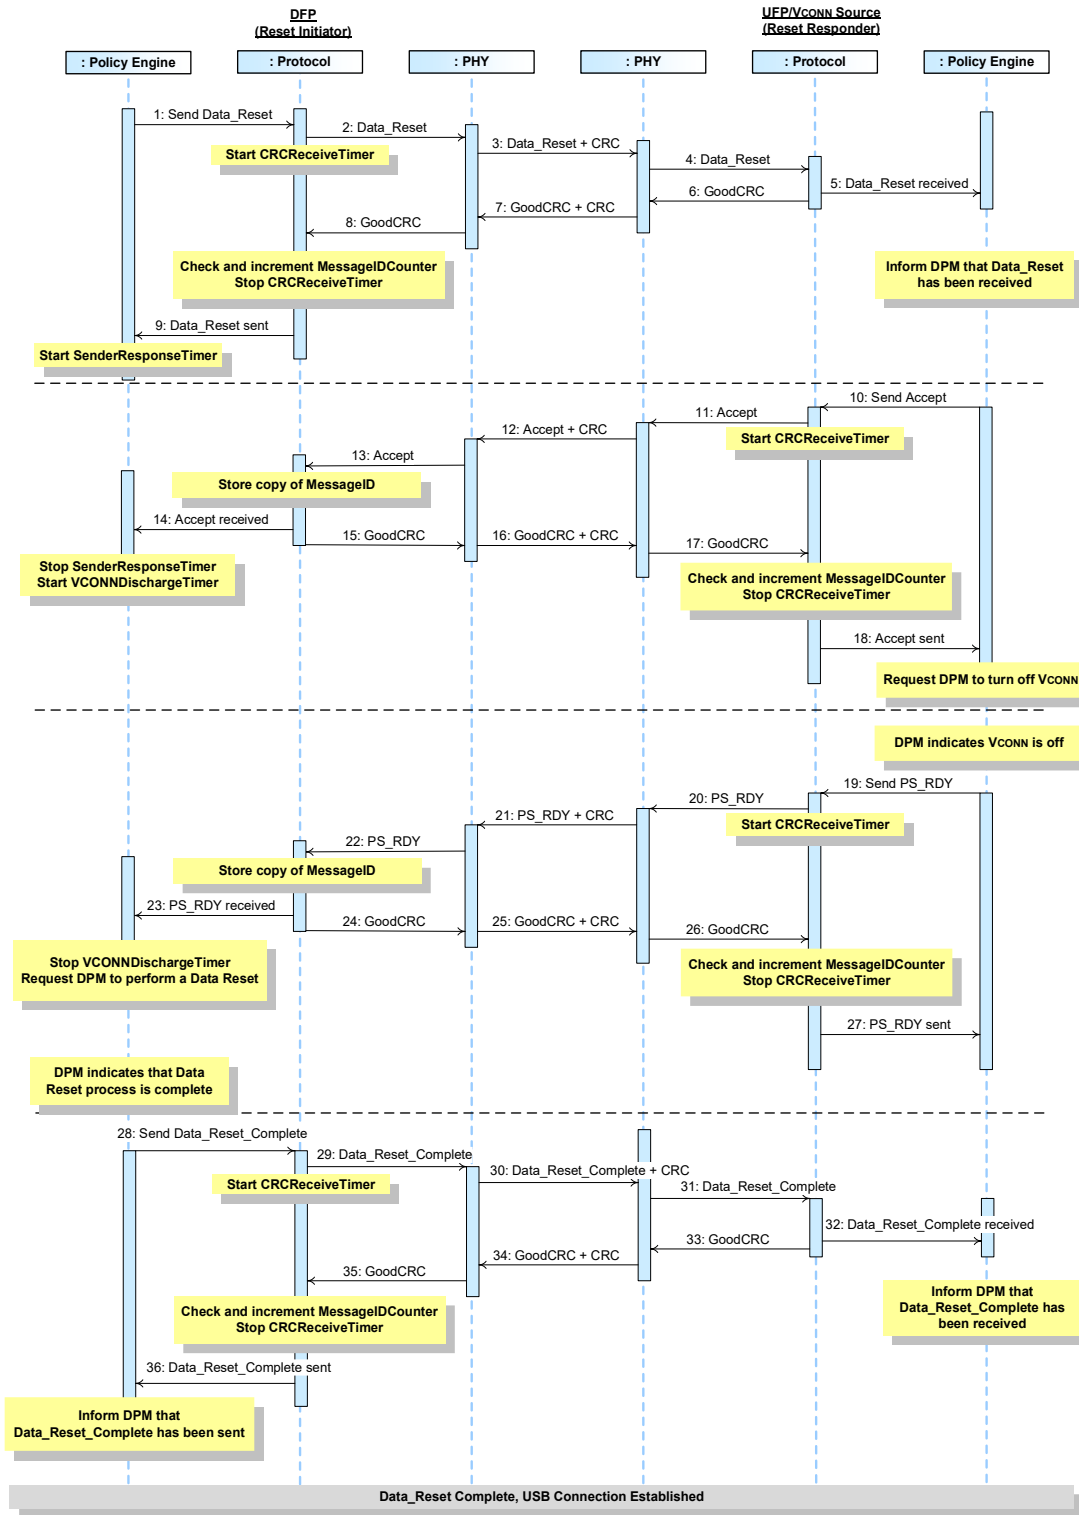 DFP
(Reset Initiator)
UFP/VCONN Source
(Reset Responder)
: Policy Engine
: Protocol
: PHY
: PHY
: Protocol
: Policy Engine
1: Send Data_Reset
2: Data_Reset
Start CRCReceiveTimer
3: Data_Reset + CRC
4: Data_Reset
5: Data_Reset received
6: GoodCRC
7: GoodCRC + CRC
8: GoodCRC
Check and increment MessageIDCounter
Stop CRCReceiveTimer
Inform DPM that Data_Reset
has been received
9: Data_Reset sent
Start SenderResponseTimer
10: Send Accept
11: Accept
Start CRCReceiveTimer
12: Accept + CRC
13: Accept
Store copy of MessageID
14: Accept received
15: GoodCRC
16: GoodCRC + CRC
17: GoodCRC
Stop SenderResponseTimer
Start VCONNDischargeTimer
Check and increment MessageIDCounter
Stop CRCReceiveTimer
18: Accept sent
Request DPM to turn off VCONN
DPM indicates VCONN is off
19: Send PS_RDY
20: PS_RDY
Start CRCReceiveTimer
21: PS_RDY + CRC
22: PS_RDY
Store copy of MessageID
23: PS_RDY received
24: GoodCRC
25: GoodCRC + CRC
26: GoodCRC
Stop VCONNDischargeTimer
Request DPM to perform a Data Reset
Check and increment MessageIDCounter
Stop CRCReceiveTimer
27: PS_RDY sent
DPM indicates that Data
Reset process is complete
28: Send Data_Reset_Complete
29: Data_Reset_Complete
Start CRCReceiveTimer
30: Data_Reset_Complete + CRC
31: Data_Reset_Complete
32: Data_Reset_Complete received
33: GoodCRC
34: GoodCRC + CRC
35: GoodCRC
Inform DPM that
Data_Reset_Complete has
been received
Check and increment MessageIDCounter
Stop CRCReceiveTimer
36: Data_Reset_Complete sent
Inform DPM that
Data_Reset_Complete has been sent
Data_Reset Complete, USB Connection Established